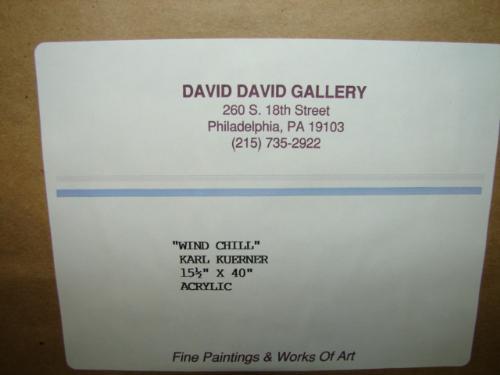 DAVID DAVID GALLERY
260 S. 18th Street
Philadelphia, PA 19103
(215) 735-2922
"WIND CHILL"
KARL KUERNER
15½" X 40"
ACRYLIC
Fine Paintings & Works Of Art